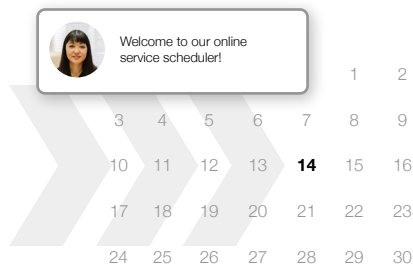 Welcome to our online
service scheduler!
1 2
3 4 5 6 7 8 9
10 11 12 13 14 15 16
17 18 19 20 21 22 23
24 25 26 27 28 29 30